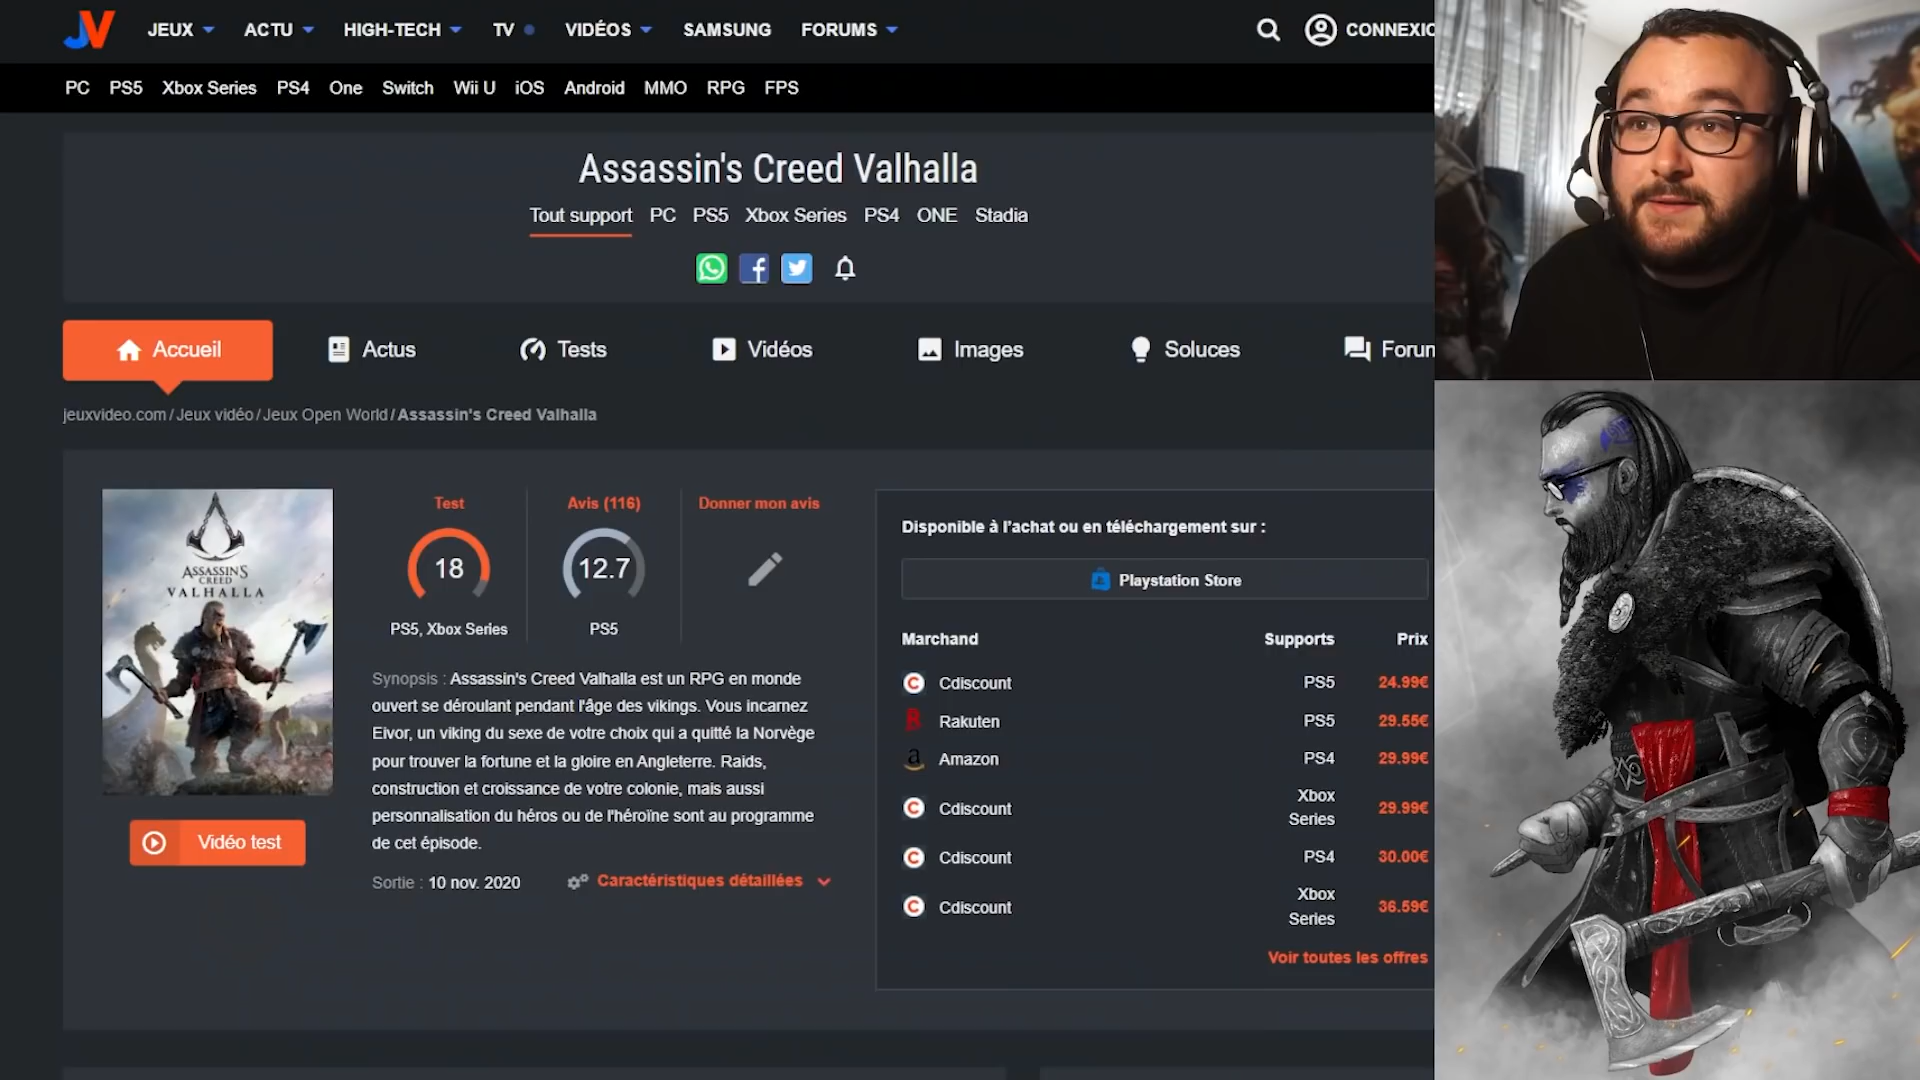 JV JEUX ACTU HIGH-TECH TV VIDÉOS SAMSUNG FORUMS CONNEXIO
PC PS5 Xbox Series PS4 One Switch Wii U iOS Android MMO RPG FPS
Assassin's Creed Valhalla
Tout support PC PS5 Xbox Series PS4 ONE Stadia
Accueil Actus Tests Vidéos Images Soluces Forum
jeuxvideo.com / Jeux vidéo / Jeux Open World / Assassin's Creed Valhalla
ASSASSIN'S
CREED
VALHALLA
Vidéo test
Test
18
PS5, Xbox Series
Avis (116)
12.7
PS5
Donner mon avis
Synopsis : Assassin's Creed Valhalla est un RPG en monde
ouvert se déroulant pendant l'âge des vikings. Vous incarnez
Eivor, un viking du sexe de votre choix qui a quitté la Norvège
pour trouver la fortune et la gloire en Angleterre. Raids,
construction et croissance de votre colonie, mais aussi
personnalisation du héros ou de l'héroïne sont au programme
de cet épisode.
Sortie : 10 nov. 2020 Caractéristiques détaillées
Disponible à l'achat ou en téléchargement sur :
Playstation Store
Marchand Supports Prix
Cdiscount PS5 24.99€
Rakuten PS5 29.55€
Amazon PS4 29.99€
Cdiscount Xbox Series 29.99€
Cdiscount PS4 30.00€
Cdiscount Xbox Series 36.59€
Voir toutes les offres